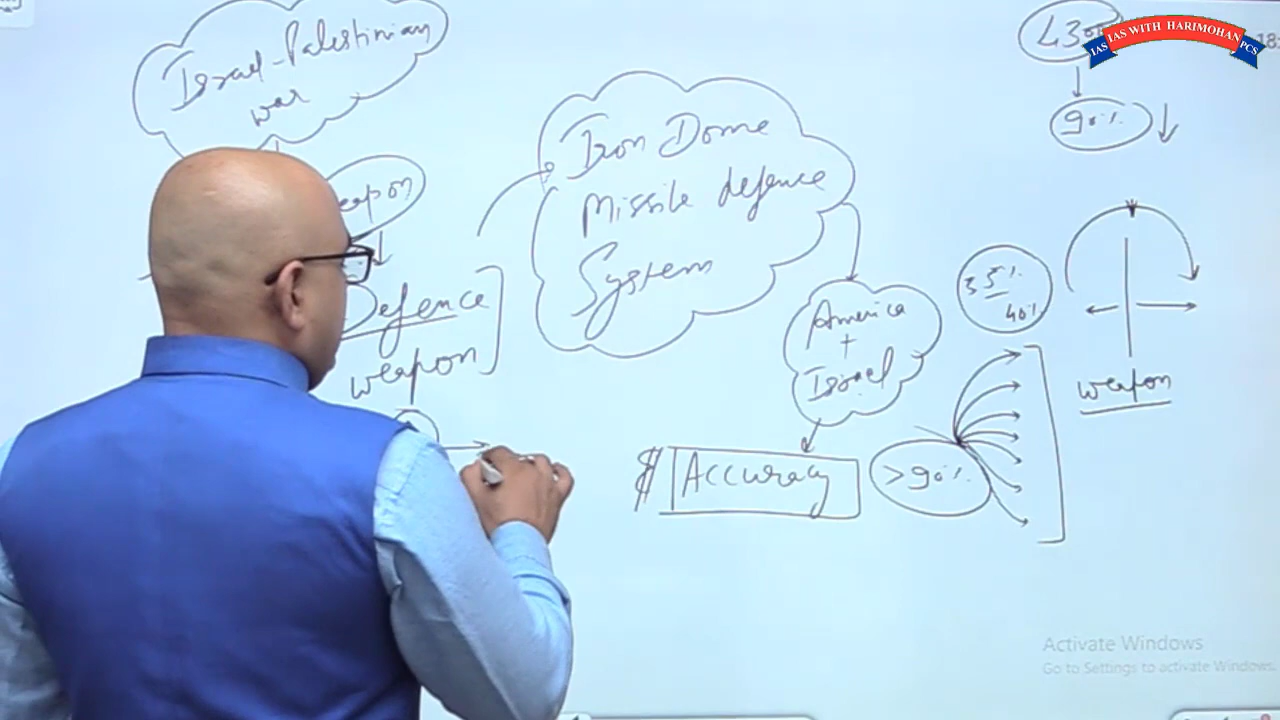 Israel-Palestinian
war
Defence
weapon
Iron Dome
Missile defence
System
America
+
Israel
Accuracy
>90%
35%
40%
90%
weapon
IAS
IAS WITH HARIMOHAN
PCS
Activate Windows
Go to Settings to activate Windows.